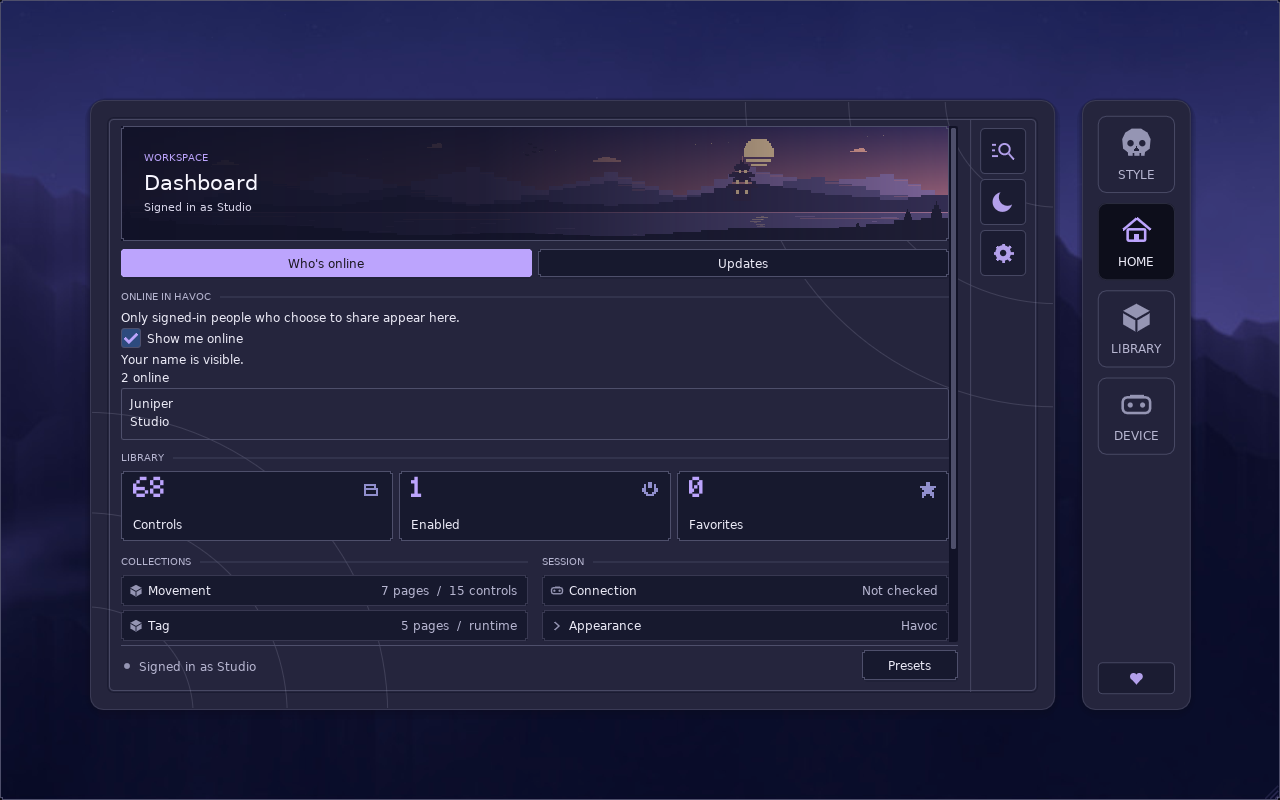 WORKSPACE
Dashboard
Signed in as Studio
Who's online
Updates
ONLINE IN HAVOC
Only signed-in people who choose to share appear here.
Show me online
Your name is visible.
2 online
Juniper
Studio
LIBRARY
68
Controls
1
Enabled
0
Favorites
COLLECTIONS
Movement
7 pages / 15 controls
Tag
5 pages / runtime
SESSION
Connection
Not checked
Appearance
Havoc
Signed in as Studio
Presets
STYLE
HOME
LIBRARY
DEVICE